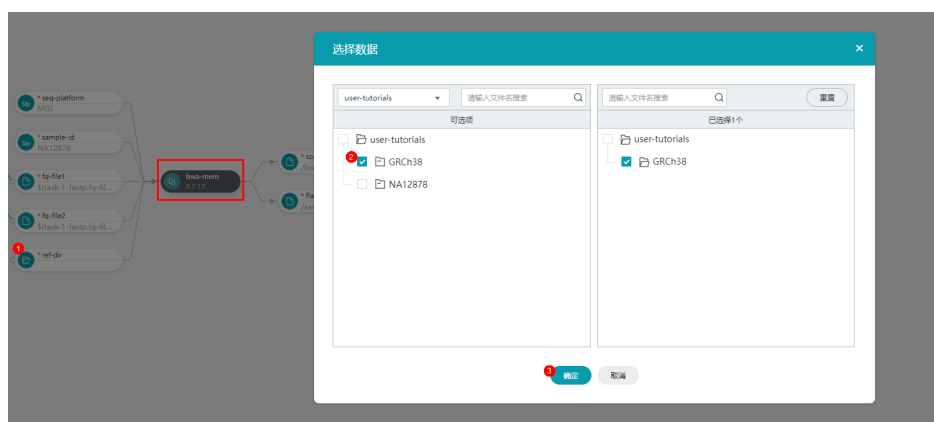 选择数据
×
* seq-platform
MGI
* sample-id
NA12878
* fq-file1
${task-1-fastp.fq-fil...
* fq-file2
${task-1-fastp.fq-fil...
1
* ref-dir
bwa-mem
0.7.17
user-tutorials
请输入文件名搜索
可选项
user-tutorials
2
GRCh38
NA12878
请输入文件名搜索
重置
已选择1个
user-tutorials
GRCh38
3
确定
取消